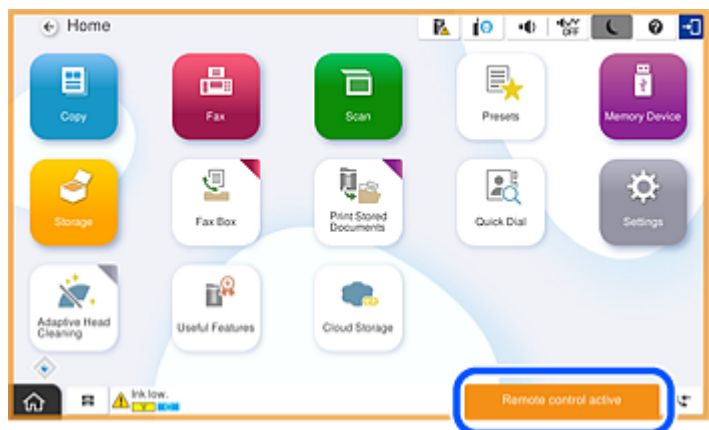 Home
OFF
Copy
Fax
Scan
Presets
Memory Device
Storage
Fax Box
Print Stored
Documents
Quick Dial
Settings
Adaptive Head
Cleaning
Useful Features
Cloud Storage
Ink low.
Remote control active